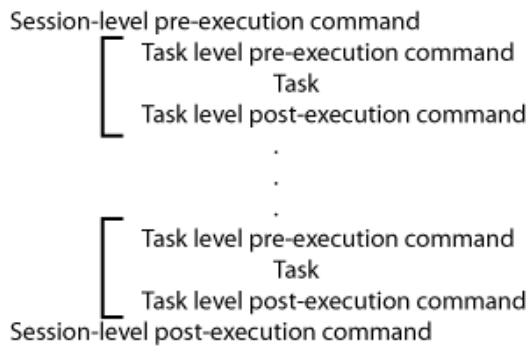 Session-level pre-execution command
Task level pre-execution command
Task
Task level post-execution command
.
.
.
Task level pre-execution command
Task
Task level post-execution command
Session-level post-execution command